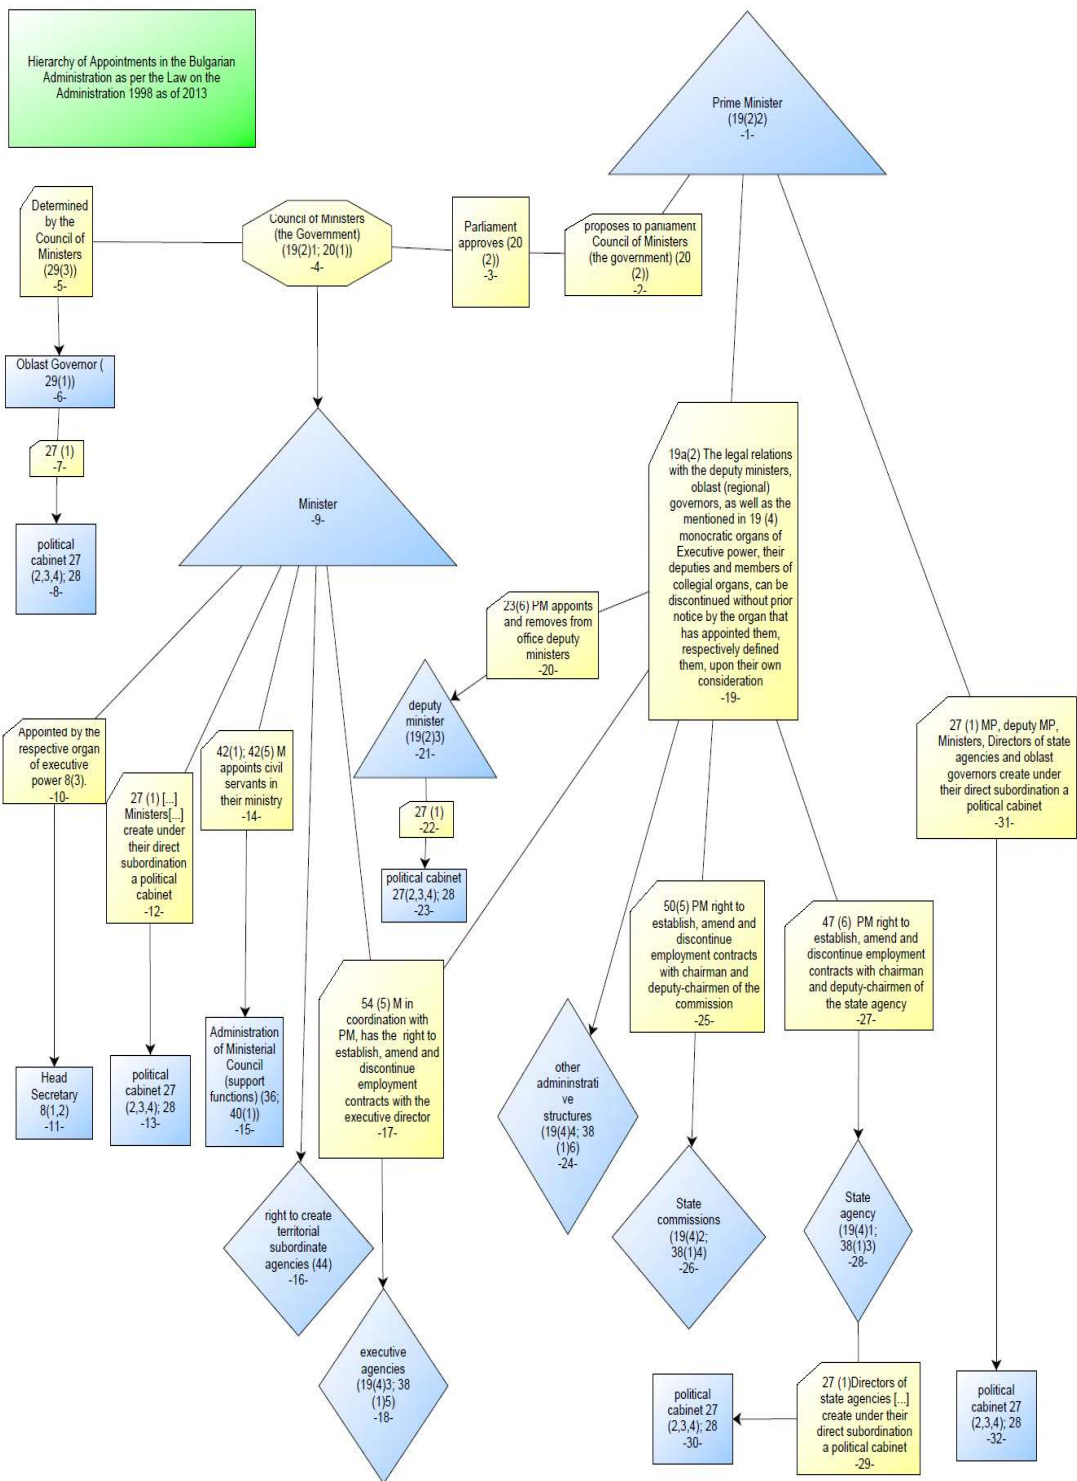 Hierarchy of Appointments in the Bulgarian
Administration as per the Law on the
Administration 1998 as of 2013
Prime Minister
(19(2)2)
-1-
proposes to parliament
Council of Ministers
(the government) (20
(2))
-2-
Parliament
approves (20
(2))
-3-
Council of Ministers
(the Government)
(19(2)1; 20(1))
-4-
Determined
by the
Council of
Ministers
(29(3))
-5-
Oblast Governor (
29(1))
-6-
27 (1)
-7-
political
cabinet 27
(2,3,4); 28
-8-
Minister
-9-
Appointed by the
respective organ
of executive
power 8(3).
-10-
Head
Secretary
8(1,2)
-11-
27 (1) [...]
Ministers[...]
create under
their direct
subordination
a political
cabinet
-12-
political
cabinet 27
(2,3,4); 28
-13-
42(1); 42(5) M
appoints civil
servants in
their ministry
-14-
Administration
of Ministerial
Council
(support
functions) (36;
40(1))
-15-
right to create
territorial
subordinate
agencies (44)
-16-
54 (5) M in
coordination with
PM, has the  right to
establish, amend and
discontinue
employment
contracts with the
executive director
-17-
executive
agencies
(19(4)3; 38
(1)5)
-18-
19a(2) The legal relations
with the deputy ministers,
oblast (regional)
governors, as well as the
mentioned in 19 (4)
monocratic organs of
Executive power, their
deputies and members of
collegial organs, can be
discontinued without prior
notice by the organ that
has appointed them,
respectively defined
them, upon their own
consideration
-19-
23(6) PM appoints
and removes from
office deputy
ministers
-20-
deputy
minister
(19(2)3)
-21-
27 (1)
-22-
political cabinet
27(2,3,4); 28
-23-
other
admininstrati
ve
structures
(19(4)4; 38
(1)6)
-24-
50(5) PM right to
establish, amend and
discontinue
employment contracts
with chairman and
deputy-chairmen of the
commission
-25-
State
commissions
(19(4)2;
38(1)4)
-26-
47 (6)  PM right to
establish, amend and
discontinue employment
contracts with chairman
and deputy-chairmen of
the state agency
-27-
State
agency
(19(4)1;
38(1)3)
-28-
27 (1)Directors of
state agencies [...]
create under their
direct subordination
a political cabinet
-29-
political
cabinet 27
(2,3,4); 28
-30-
27 (1) MP, deputy MP,
Ministers, Directors of state
agencies and oblast
governors create under
their direct subordination a
political cabinet
-31-
political
cabinet 27
(2,3,4); 28
-32-